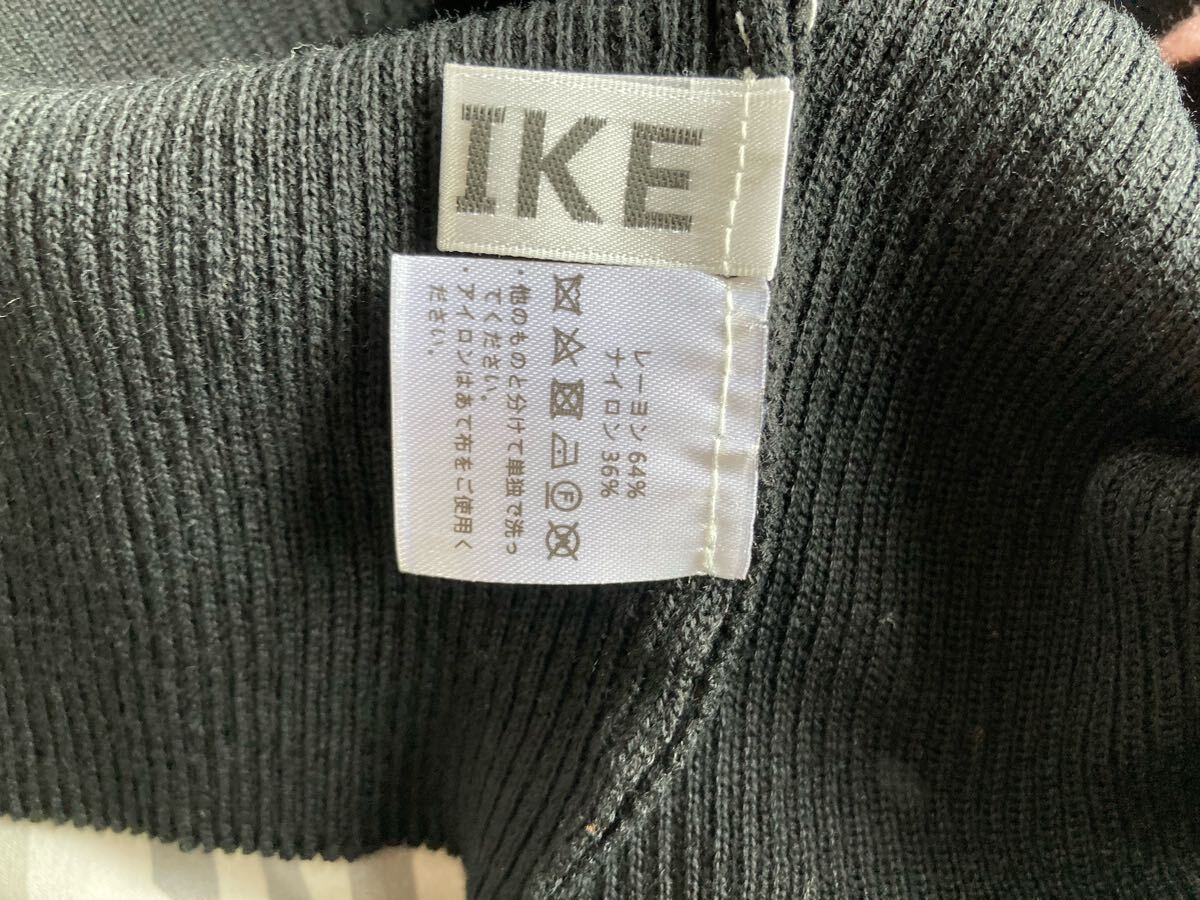 IKE
レーヨン 64%
ナイロン 36%
・他のものと分けて単独で洗っ
てください。
・アイロンはあて布をご使用く
ださい。